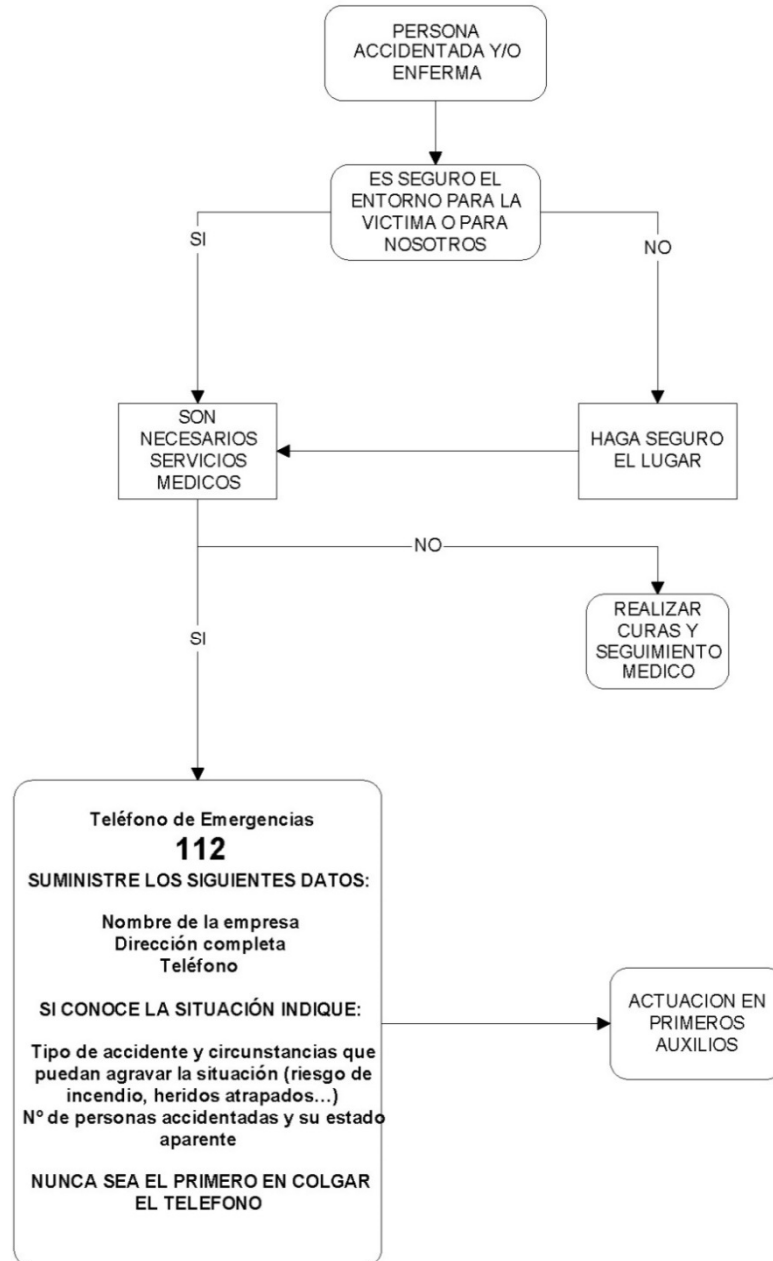 PERSONA
ACCIDENTADA Y/O
ENFERMA
ES SEGURO EL
ENTORNO PARA LA
VICTIMA O PARA
NOSOTROS
SI
NO
SON
NECESARIOS
SERVICIOS
MEDICOS
HAGA SEGURO
EL LUGAR
NO
REALIZAR
CURAS Y
SEGUIMIENTO
MEDICO
SI
Teléfono de Emergencias
112
SUMINISTRE LOS SIGUIENTES DATOS:
Nombre de la empresa
Dirección completa
Teléfono
SI CONOCE LA SITUACIÓN INDIQUE:
Tipo de accidente y circunstancias que
puedan agravar la situación (riesgo de
incendio, heridos atrapados...)
Nº de personas accidentadas y su estado
aparente
NUNCA SEA EL PRIMERO EN COLGAR
EL TELEFONO
ACTUACION EN
PRIMEROS
AUXILIOS